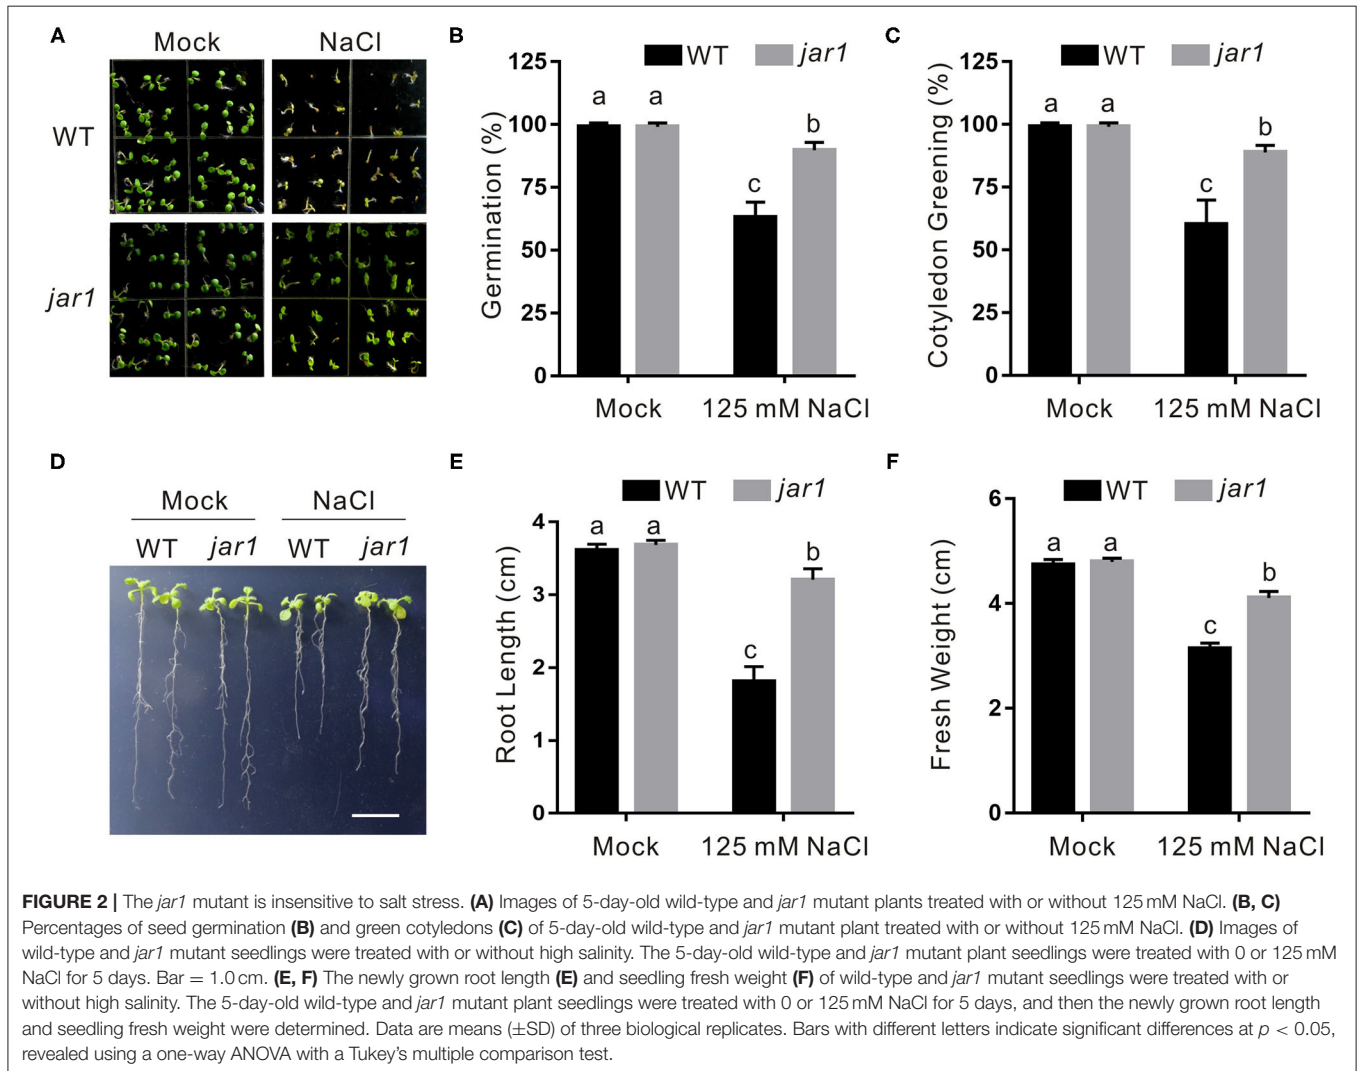 A
Mock NaCl
WT
jar1
B
WT jar1
Germination (%)
125
100
75
50
25
0
a a
c b
Mock 125 mM NaCl
C
WT jar1
Cotyledon Greening (%)
125
100
75
50
25
0
a a
c b
Mock 125 mM NaCl
D
Mock NaCl
WT jar1 WT jar1
E
WT jar1
Root Length (cm)
4
3
2
1
0
a a
c b
Mock 125 mM NaCl
F
WT jar1
Fresh Weight (cm)
6
4
2
0
a a
c b
Mock 125 mM NaCl
FIGURE 2 | The jar1 mutant is insensitive to salt stress. (A) Images of 5-day-old wild-type and jar1 mutant plants treated with or without 125 mM NaCl. (B, C)
Percentages of seed germination (B) and green cotyledons (C) of 5-day-old wild-type and jar1 mutant plant treated with or without 125 mM NaCl. (D) Images of
wild-type and jar1 mutant seedlings were treated with or without high salinity. The 5-day-old wild-type and jar1 mutant plant seedlings were treated with 0 or 125 mM
NaCl for 5 days. Bar = 1.0 cm. (E, F) The newly grown root length (E) and seedling fresh weight (F) of wild-type and jar1 mutant seedlings were treated with or
without high salinity. The 5-day-old wild-type and jar1 mutant plant seedlings were treated with 0 or 125 mM NaCl for 5 days, and then the newly grown root length
and seedling fresh weight were determined. Data are means (±SD) of three biological replicates. Bars with different letters indicate significant differences at p < 0.05,
revealed using a one-way ANOVA with a Tukey's multiple comparison test.